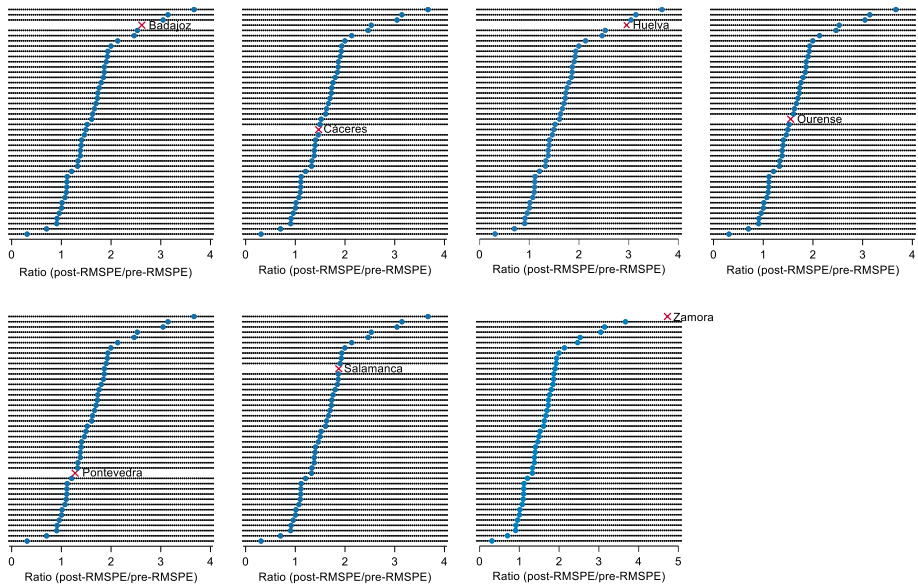 Badajoz
0 1 2 3 4
Ratio (post-RMSPE/pre-RMSPE)
Cáceres
0 1 2 3 4
Ratio (post-RMSPE/pre-RMSPE)
Huelva
0 1 2 3 4
Ratio (post-RMSPE/pre-RMSPE)
Ourense
0 1 2 3 4
Ratio (post-RMSPE/pre-RMSPE)
Pontevedra
0 1 2 3 4
Ratio (post-RMSPE/pre-RMSPE)
Salamanca
0 1 2 3 4
Ratio (post-RMSPE/pre-RMSPE)
Zamora
0 1 2 3 4 5
Ratio (post-RMSPE/pre-RMSPE)